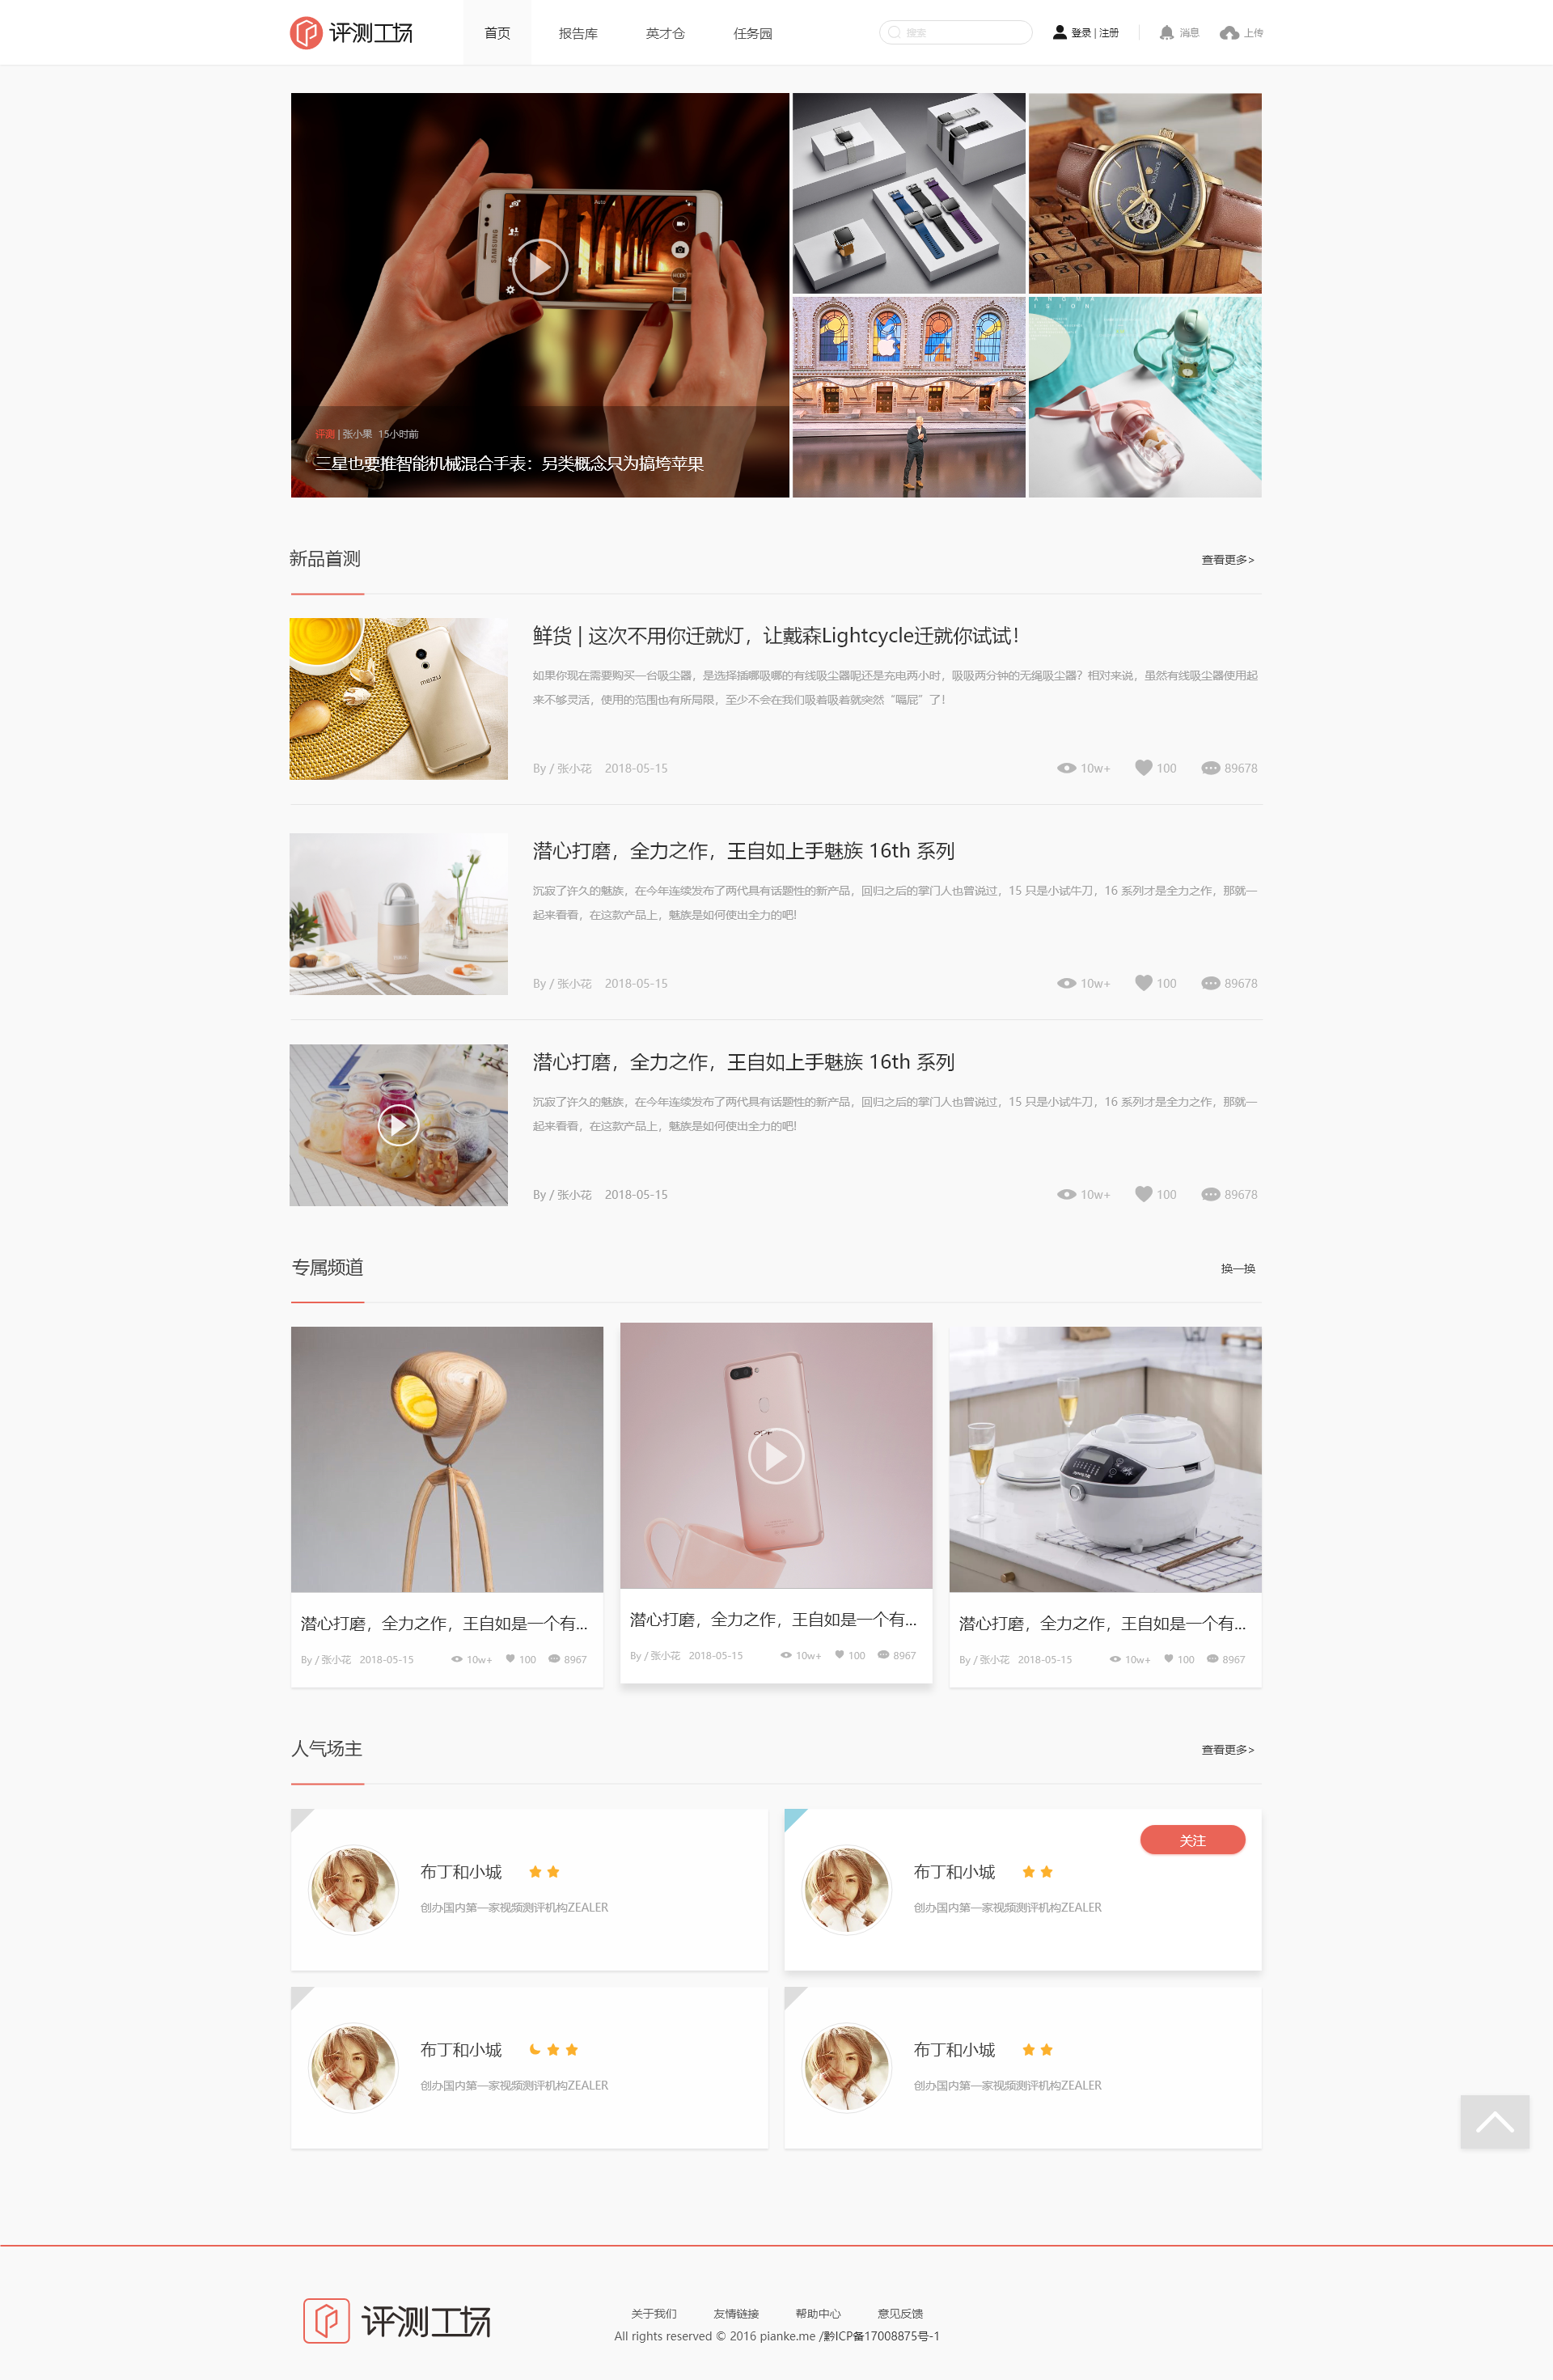 评测工场
首页
报告库
英才仓
任务园
搜索
登录 | 注册
消息
上传
SAMSUNG
Auto
评测 | 张小果 15小时前
三星也要推智能机械混合手表：另类概念只为搞垮苹果
新品首测
查看更多>
MEIZU
鲜货 | 这次不用你迁就灯，让戴森Lightcycle迁就你试试！
如果你现在需要购买一台吸尘器，是选择插哪吸哪的有线吸尘器呢还是充电两小时，吸吸两分钟的无绳吸尘器？相对来说，虽然有线吸尘器使用起
来不够灵活，使用的范围也有所局限，至少不会在我们吸着吸着就突然“嗝屁”了！
By / 张小花 2018-05-15
10w+
100
89678
潜心打磨，全力之作，王自如上手魅族 16th 系列
沉寂了许久的魅族，在今年连续发布了两代具有话题性的新产品，回归之后的掌门人也曾说过，15 只是小试牛刀，16 系列才是全力之作，那就一
起来看看，在这款产品上，魅族是如何使出全力的吧!
By / 张小花 2018-05-15
10w+
100
89678
潜心打磨，全力之作，王自如上手魅族 16th 系列
沉寂了许久的魅族，在今年连续发布了两代具有话题性的新产品，回归之后的掌门人也曾说过，15 只是小试牛刀，16 系列才是全力之作，那就一
起来看看，在这款产品上，魅族是如何使出全力的吧!
By / 张小花 2018-05-15
10w+
100
89678
专属频道
换一换
潜心打磨，全力之作，王自如是一个有...
By / 张小花 2018-05-15
10w+
100
8967
潜心打磨，全力之作，王自如是一个有...
By / 张小花 2018-05-15
10w+
100
8967
潜心打磨，全力之作，王自如是一个有...
By / 张小花 2018-05-15
10w+
100
8967
人气场主
查看更多>
布丁和小城
创办国内第一家视频测评机构ZEALER
关注
布丁和小城
创办国内第一家视频测评机构ZEALER
布丁和小城
创办国内第一家视频测评机构ZEALER
布丁和小城
创办国内第一家视频测评机构ZEALER
评测工场
关于我们
友情链接
帮助中心
意见反馈
All rights reserved © 2016 pianke.me /黔ICP备17008875号-1